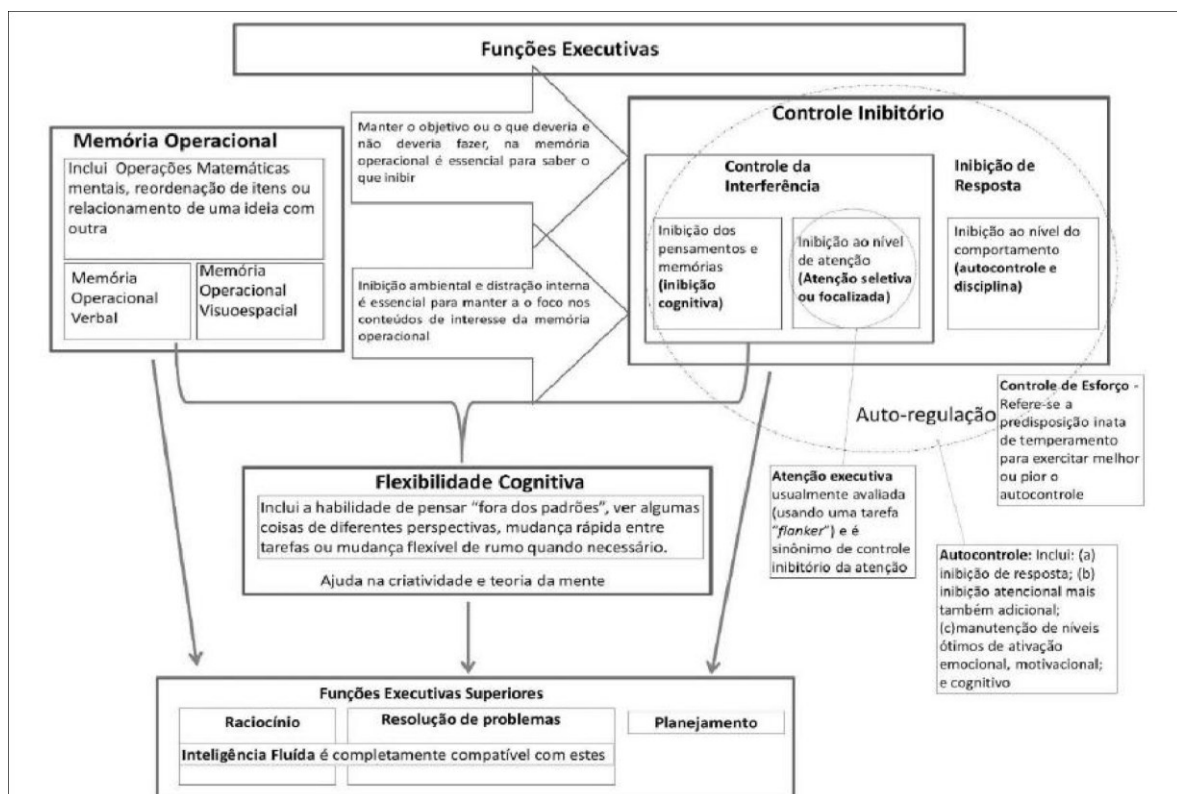 Funções Executivas
Memória Operacional
Inclui Operações Matemáticas
mentais, reordenação de itens ou
relacionamento de uma ideia com
outra
Memória
Operacional
Verbal
Memória
Operacional
Visuoespacial
Manter o objetivo ou o que deveria e
não deveria fazer, na memória
operacional é essencial para saber o
que inibir
Inibição ambiental e distração interna
é essencial para manter a o foco nos
conteúdos de interesse da memória
operacional
Controle Inibitório
Controle da
Interferência
Inibição dos
pensamentos e
memórias
(inibição
cognitiva)
Inibição ao nível
de atenção
(Atenção seletiva
ou focalizada)
Inibição de
Resposta
Inibição ao nível do
comportamento
(autocontrole e
disciplina)
Auto-regulação
Controle de Esforço -
Refere-se a
predisposição inata
de temperamento
para exercitar melhor
ou pior o
autocontrole
Flexibilidade Cognitiva
Inclui a habilidade de pensar “fora dos padrões”, ver algumas
coisas de diferentes perspectivas, mudança rápida entre
tarefas ou mudança flexível de rumo quando necessário.
Ajuda na criatividade e teoria da mente
Atenção executiva
usualmente avaliada
(usando uma tarefa
“flanker”) e é
sinônimo de controle
inibitório da atenção
Autocontrole: Inclui: (a)
inibição de resposta; (b)
inibição atencional mais
também adicional;
(c)manutenção de níveis
ótimos de ativação
emocional, motivacional;
e cognitivo
Funções Executivas Superiores
Raciocínio
Resolução de problemas
Planejamento
Inteligência Fluída é completamente compatível com estes